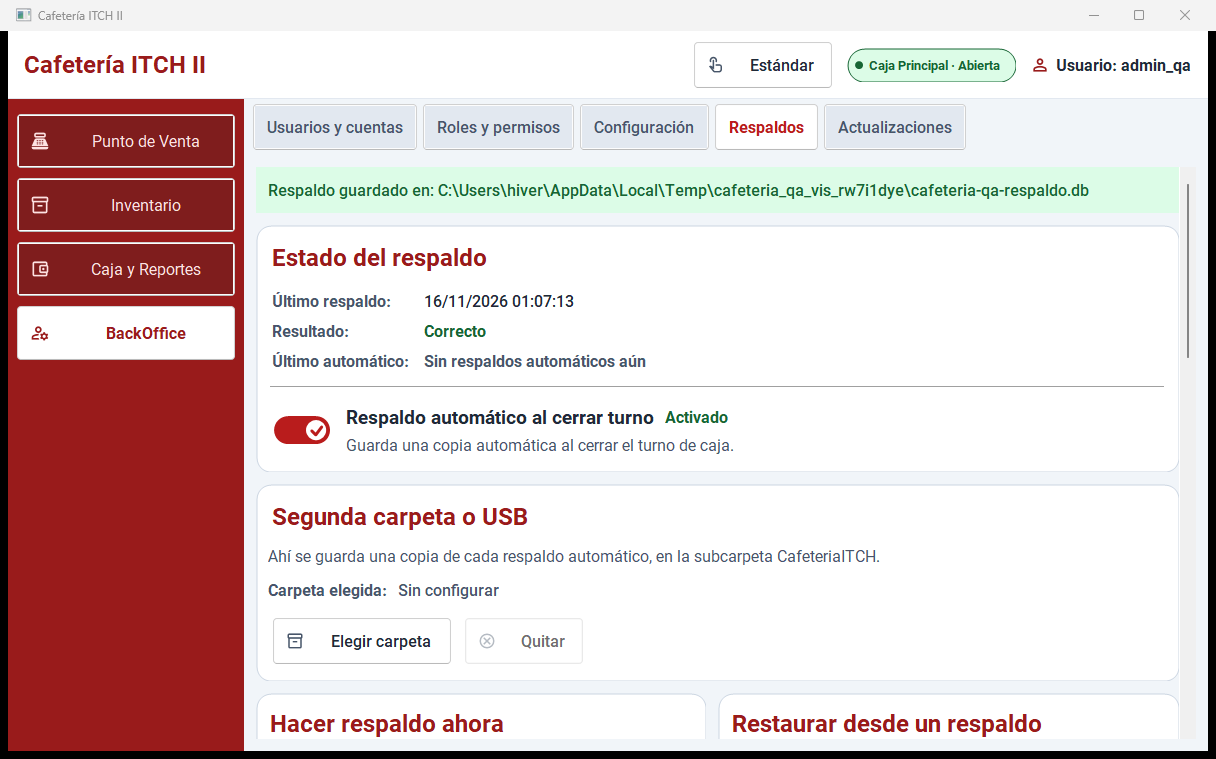 Cafetería ITCH II
Cafetería ITCH II
Estándar
Caja Principal · Abierta
Usuario: admin_qa
Punto de Venta
Inventario
Caja y Reportes
BackOffice
Usuarios y cuentas
Roles y permisos
Configuración
Respaldos
Actualizaciones
Respaldo guardado en: C:\Users\hiver\AppData\Local\Temp\cafeteria_qa_vis_rw7i1dye\cafeteria-qa-respaldo.db
Estado del respaldo
Último respaldo: 16/11/2026 01:07:13
Resultado: Correcto
Último automático: Sin respaldos automáticos aún
Respaldo automático al cerrar turno Activado
Guarda una copia automática al cerrar el turno de caja.
Segunda carpeta o USB
Ahí se guarda una copia de cada respaldo automático, en la subcarpeta CafeteriaITCH.
Carpeta elegida: Sin configurar
Elegir carpeta
Quitar
Hacer respaldo ahora
Restaurar desde un respaldo